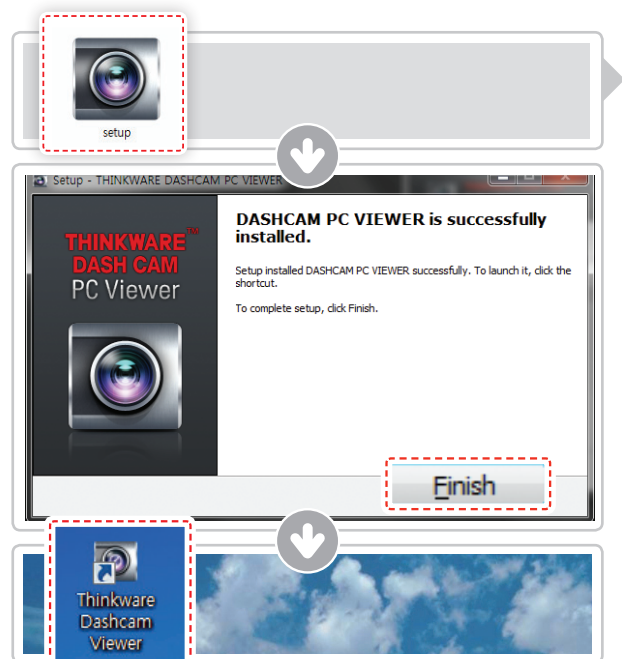 setup
Setup - THINKWARE DASHCAM PC VIEWER
THINKWARE™
DASH CAM
PC Viewer
DASHCAM PC VIEWER is successfully
installed.
Setup installed DASHCAM PC VIEWER successfully. To launch it, click the
shortcut.
To complete setup, click Finish.
Finish
Thinkware
Dashcam
Viewer